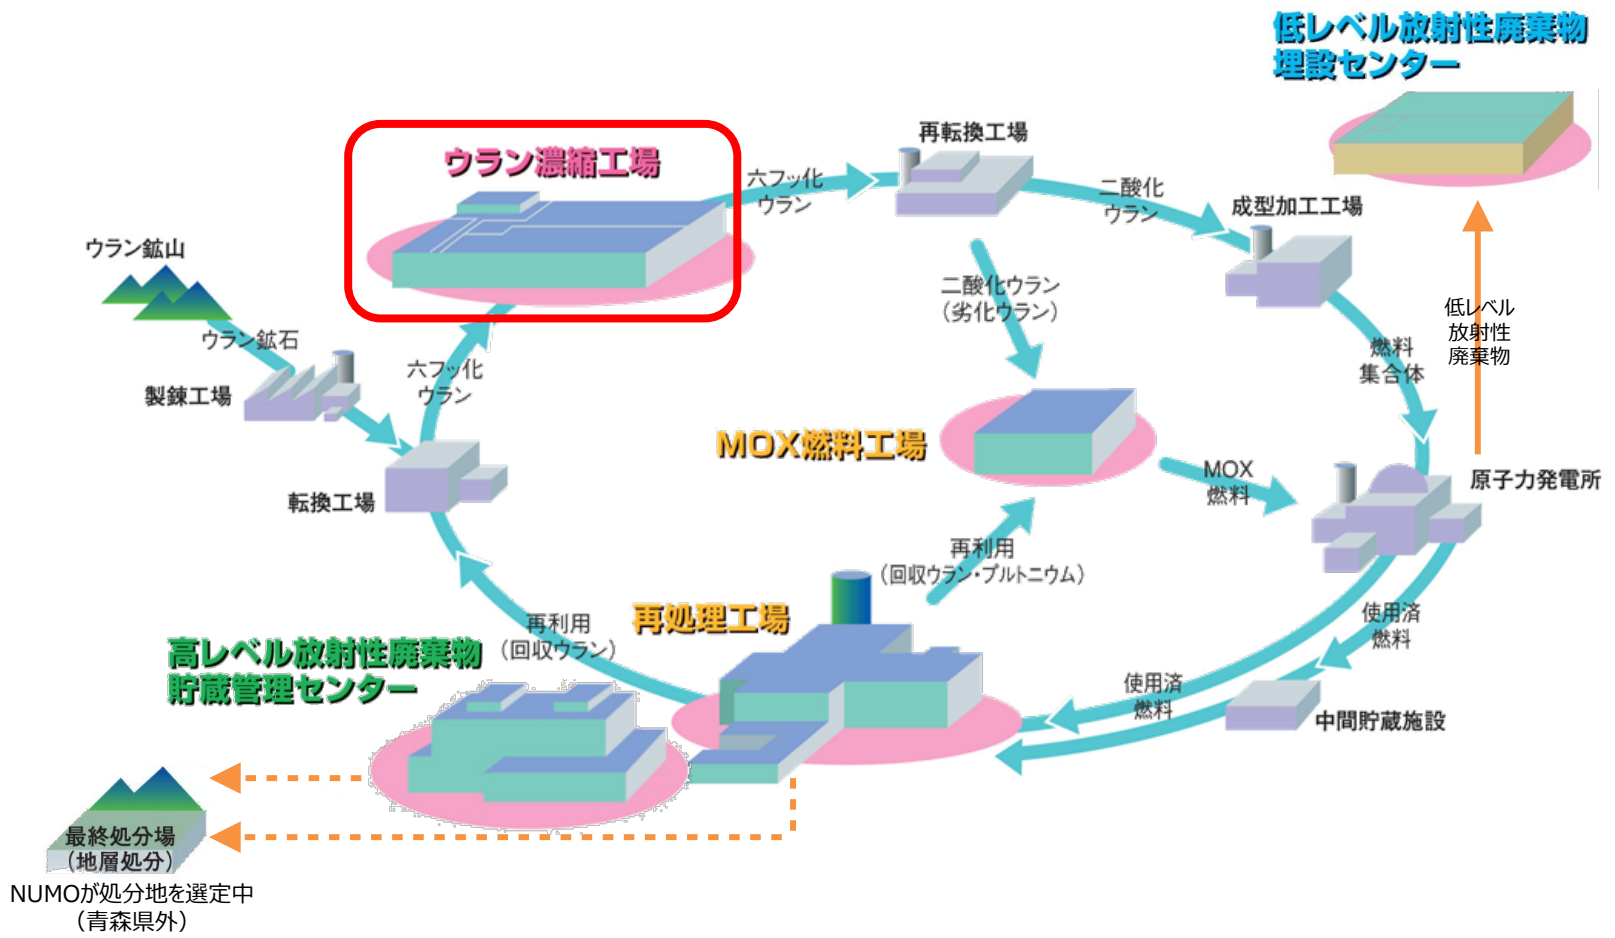 低レベル放射性廃棄物
埋設センター
再転換工場
ウラン濃縮工場
六フッ化
ウラン
二酸化
ウラン
成型加工工場
ウラン鉱山
二酸化ウラン
（劣化ウラン）
低レベル
放射性
廃棄物
ウラン鉱石
燃料
集合体
六フッ化
ウラン
製錬工場
MOX燃料工場
MOX
燃料
原子力発電所
転換工場
再利用
（回収ウラン・プルトニウム）
再処理工場
使用済
燃料
再利用
（回収ウラン）
高レベル放射性廃棄物
貯蔵管理センター
使用済
燃料
中間貯蔵施設
最終処分場
（地層処分）
NUMOが処分地を選定中
（青森県外）